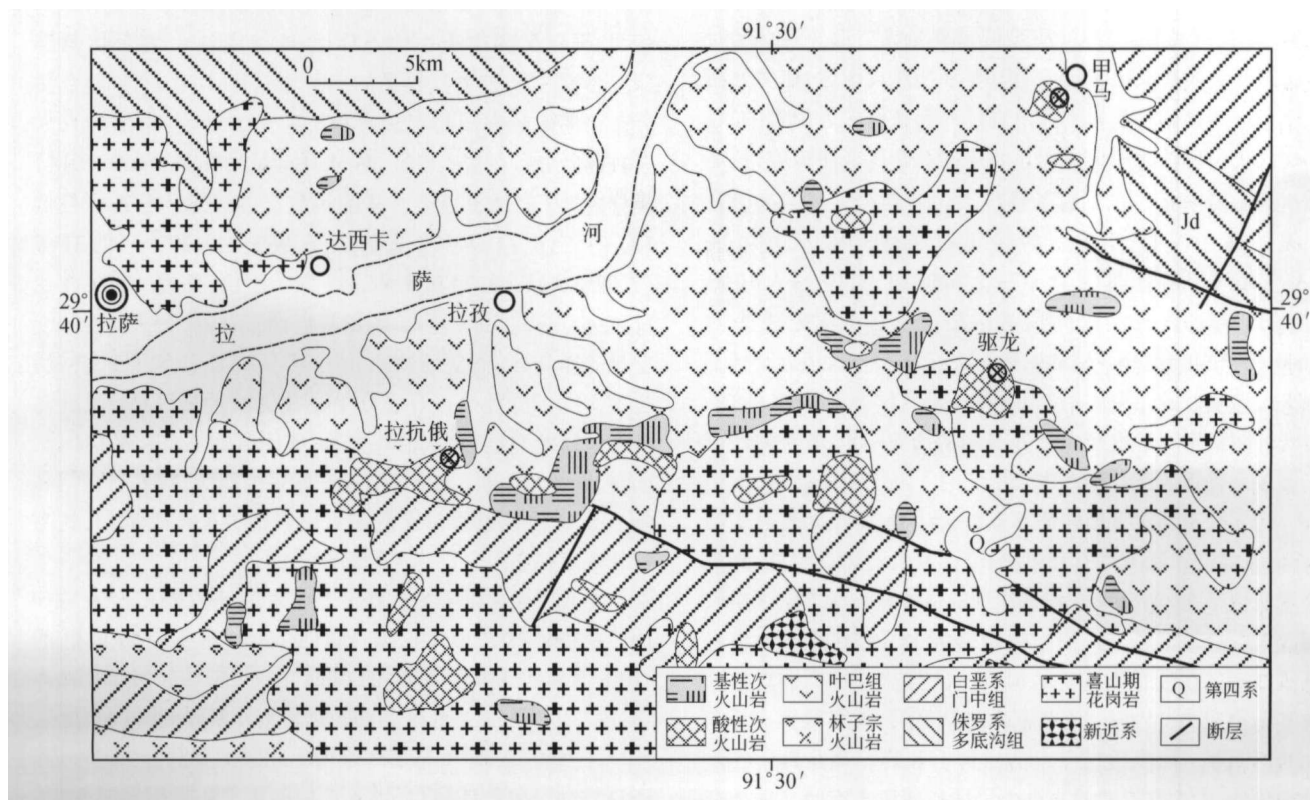 91°30′
0 5km
甲
马
达西卡
河
Jd
萨
29°
40′
拉萨
拉
拉孜
29°
40′
驱龙
拉抗俄
Q
基性次
火山岩
叶巴组
火山岩
白垩系
门中组
喜山期
花岗岩
Q 第四系
酸性次
火山岩
林子宗
火山岩
侏罗系
多底沟组
新近系
断层
91°30′